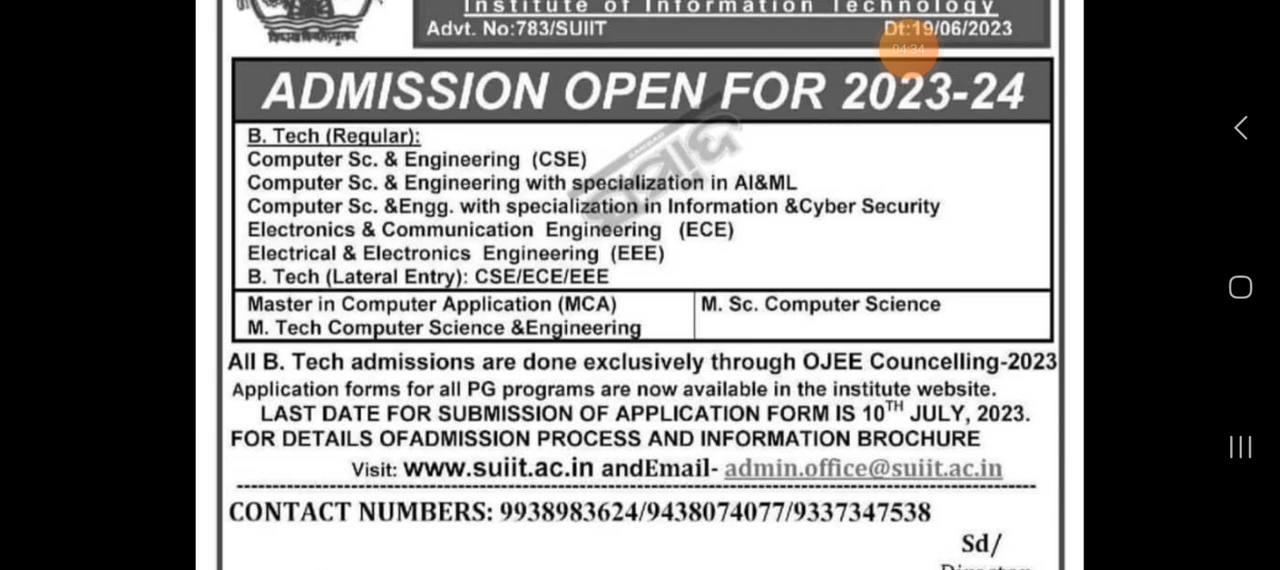 Institute of Information Technology
Advt. No:783/SUIIT Dt:19/06/2023
04:34
ADMISSION OPEN FOR 2023-24
B. Tech (Regular):
Computer Sc. & Engineering (CSE)
Computer Sc. & Engineering with specialization in AI&ML
Computer Sc. &Engg. with specialization in Information &Cyber Security
Electronics & Communication Engineering (ECE)
Electrical & Electronics Engineering (EEE)
B. Tech (Lateral Entry): CSE/ECE/EEE
Master in Computer Application (MCA) M. Sc. Computer Science
M. Tech Computer Science &Engineering
All B. Tech admissions are done exclusively through OJEE Councelling-2023
Application forms for all PG programs are now available in the institute website.
LAST DATE FOR SUBMISSION OF APPLICATION FORM IS 10TH JULY, 2023.
FOR DETAILS OFADMISSION PROCESS AND INFORMATION BROCHURE
Visit: www.suiit.ac.in andEmail- admin.office@suiit.ac.in
CONTACT NUMBERS: 9938983624/9438074077/9337347538
Sd/